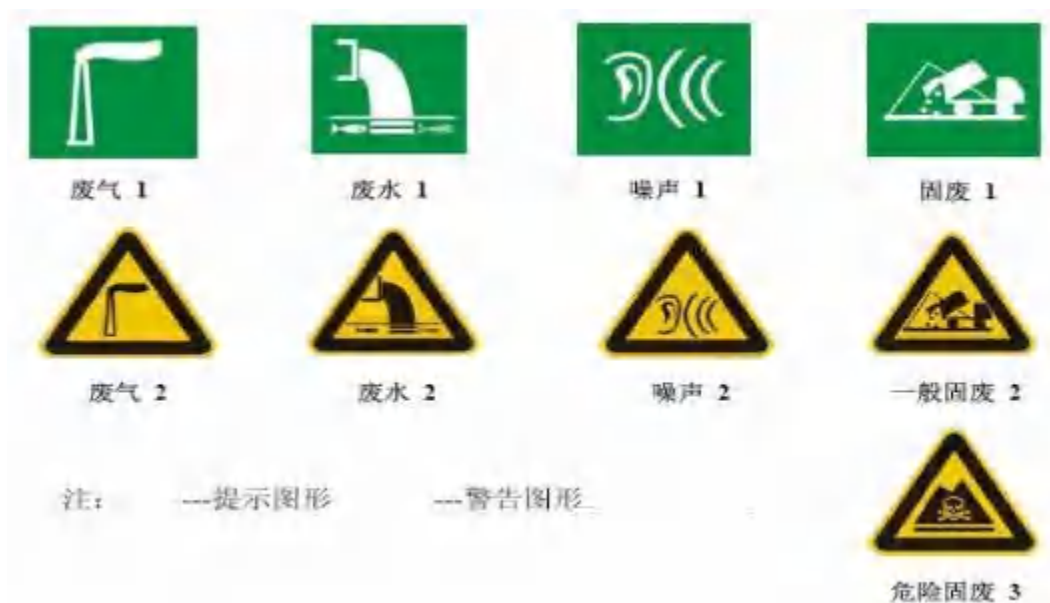 废气 1 废水 1 噪声 1 固废 1
废气 2 废水 2 噪声 2 一般固废 2
注： ---提示图形 ---警告图形
危险固废 3